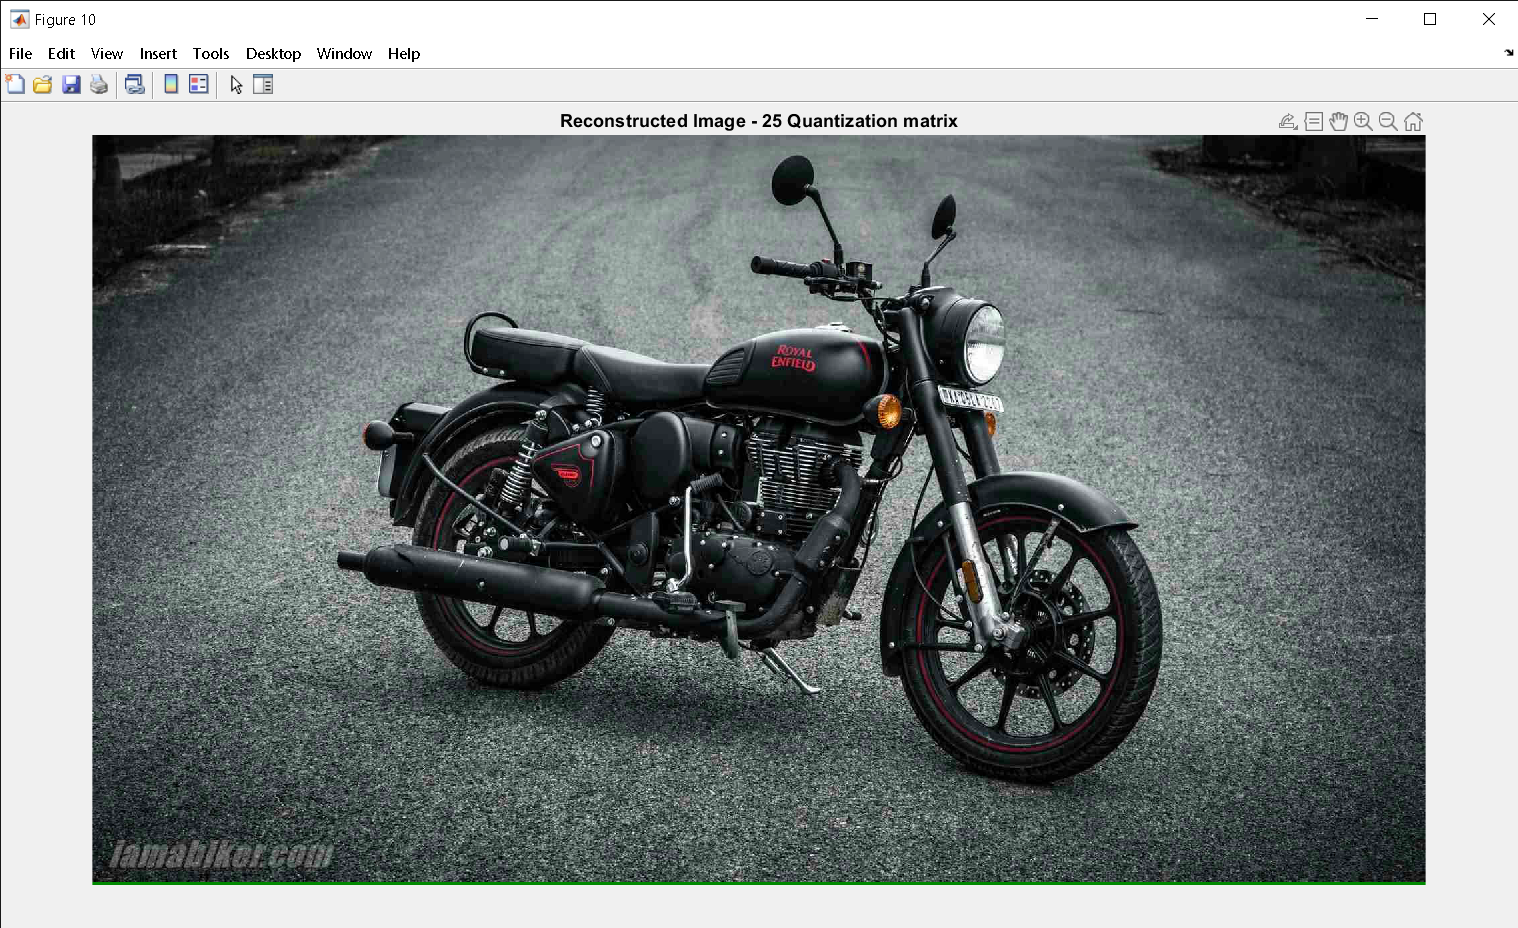 Figure 10
File Edit View Insert Tools Desktop Window Help
Reconstructed Image - 25 Quantization matrix
ROYAL
ENFIELD
iamabiker.com